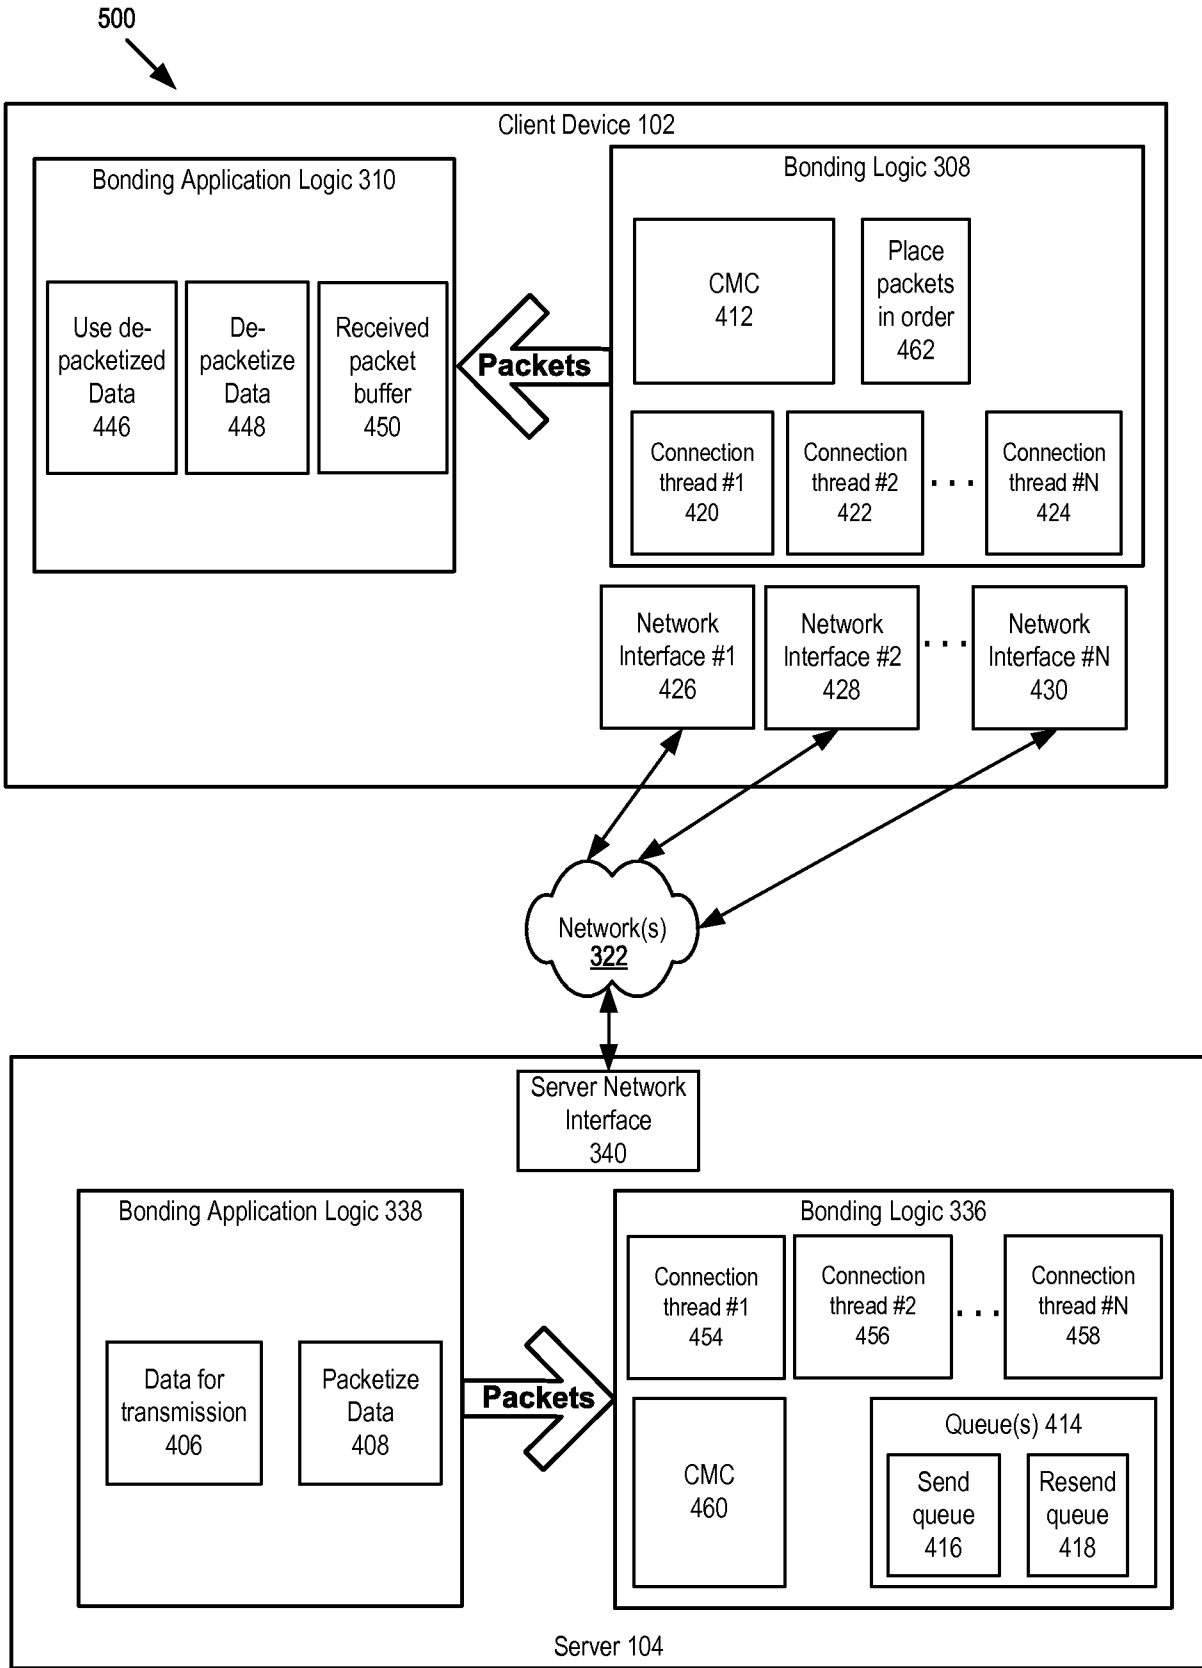 500
Client Device 102
Bonding Application Logic 310
Use de-
packetized
Data
446
De-
packetize
Data
448
Received
packet
buffer
450
Packets
Bonding Logic 308
CMC
412
Place
packets
in order
462
Connection
thread #1
420
Connection
thread #2
422
. . .
Connection
thread #N
424
Network
Interface #1
426
Network
Interface #2
428
. . .
Network
Interface #N
430
Network(s)
322
Server Network
Interface
340
Bonding Application Logic 338
Data for
transmission
406
Packetize
Data
408
Packets
Bonding Logic 336
Connection
thread #1
454
Connection
thread #2
456
. . .
Connection
thread #N
458
CMC
460
Queue(s) 414
Send
queue
416
Resend
queue
418
Server 104